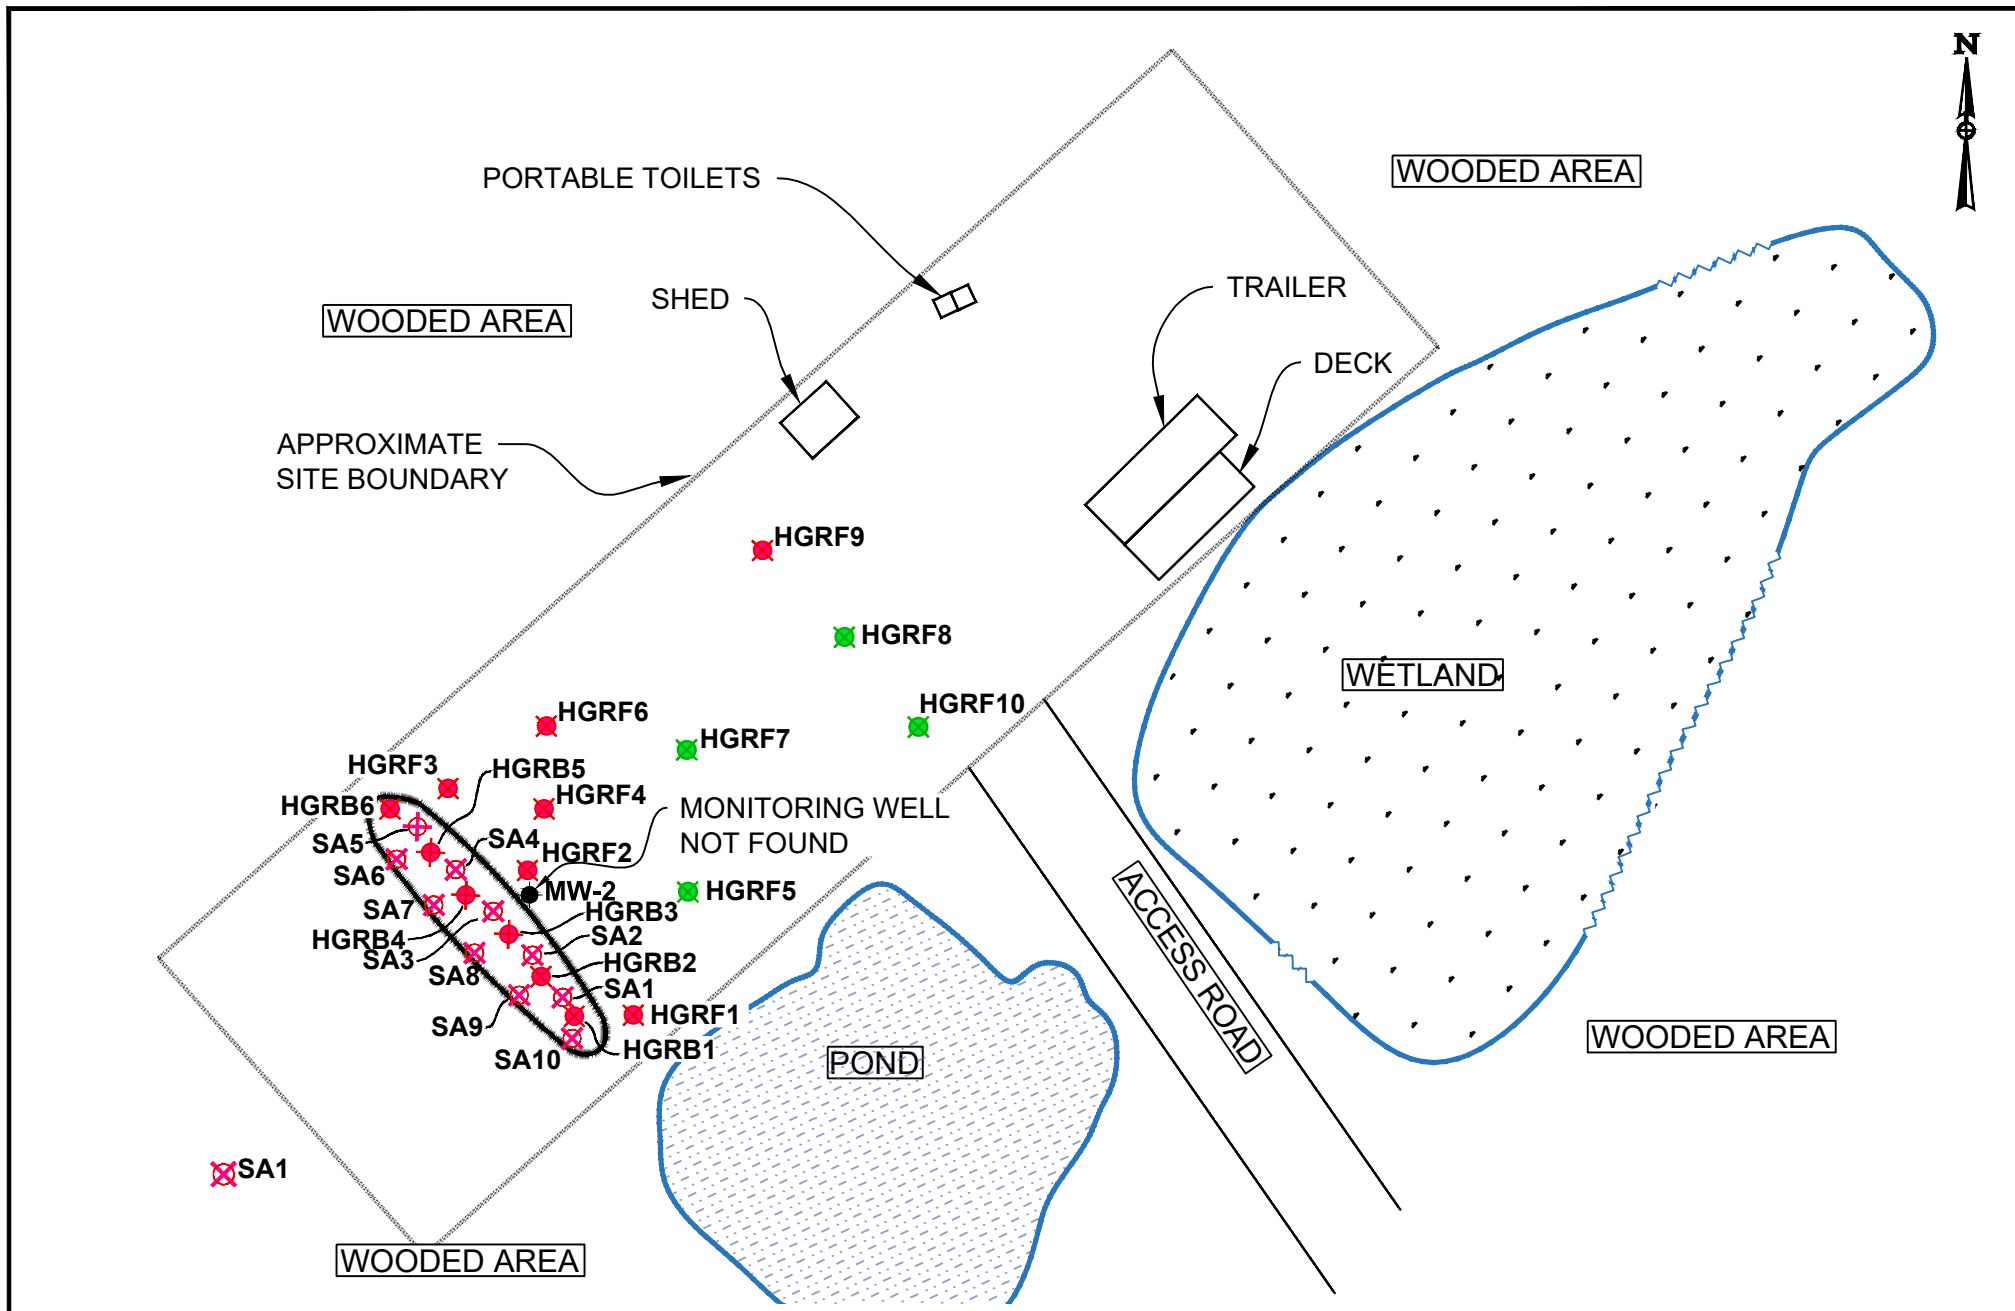 N
WOODED AREA
PORTABLE TOILETS
TRAILER
SHED
WOODED AREA
DECK
APPROXIMATE
SITE BOUNDARY
HGRF9
HGRF8
WETLAND
HGRF10
HGRF6
HGRF7
HGRF3
HGRB5
HGRF4
HGRB6
MONITORING WELL
NOT FOUND
SA5
SA4
HGRF2
SA6
MW-2
HGRF5
SA7
HGRB3
HGRB4
SA2
SA3
HGRB2
SA8
SA1
SA9
HGRF1
HGRB1
SA10
ACCESS ROAD
POND
WOODED AREA
SA1
WOODED AREA